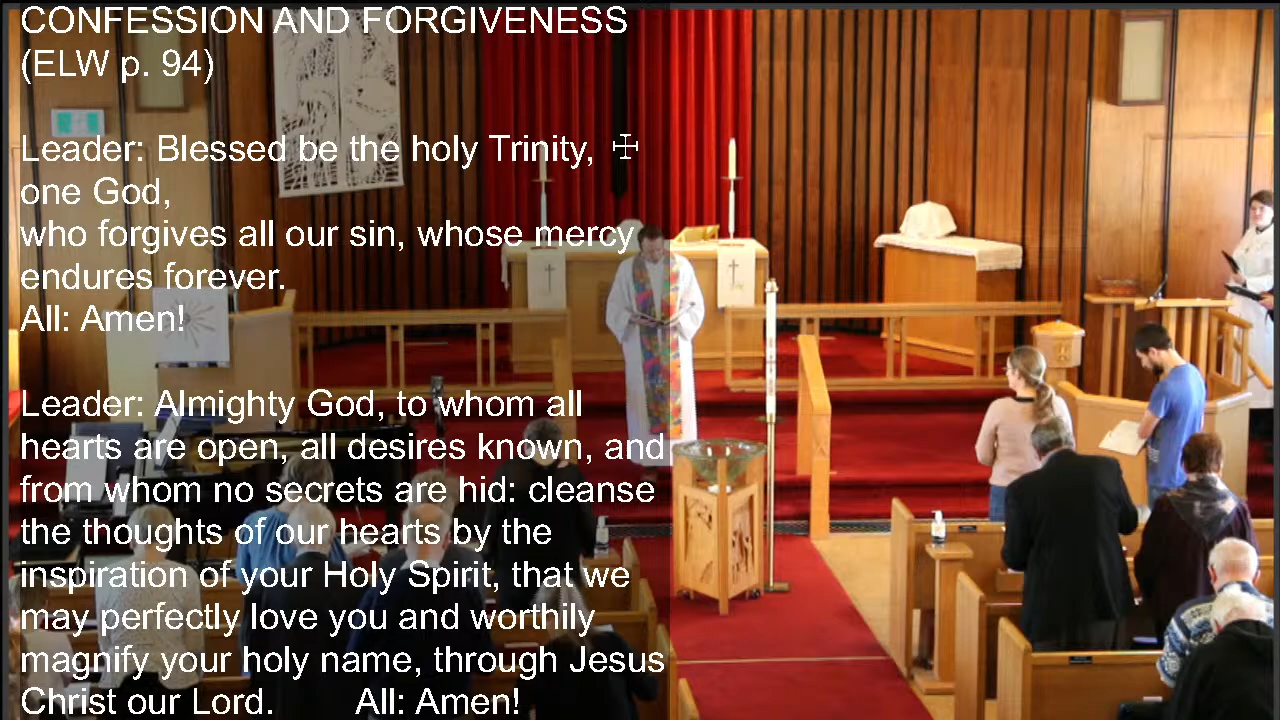 CONFESSION AND FORGIVENESS
(ELW p. 94)
Leader: Blessed be the holy Trinity, ☩
one God,
who forgives all our sin, whose mercy
endures forever.
All: Amen!
Leader: Almighty God, to whom all
hearts are open, all desires known, and
from whom no secrets are hid: cleanse
the thoughts of our hearts by the
inspiration of your Holy Spirit, that we
may perfectly love you and worthily
magnify your holy name, through Jesus
Christ our Lord. All: Amen!